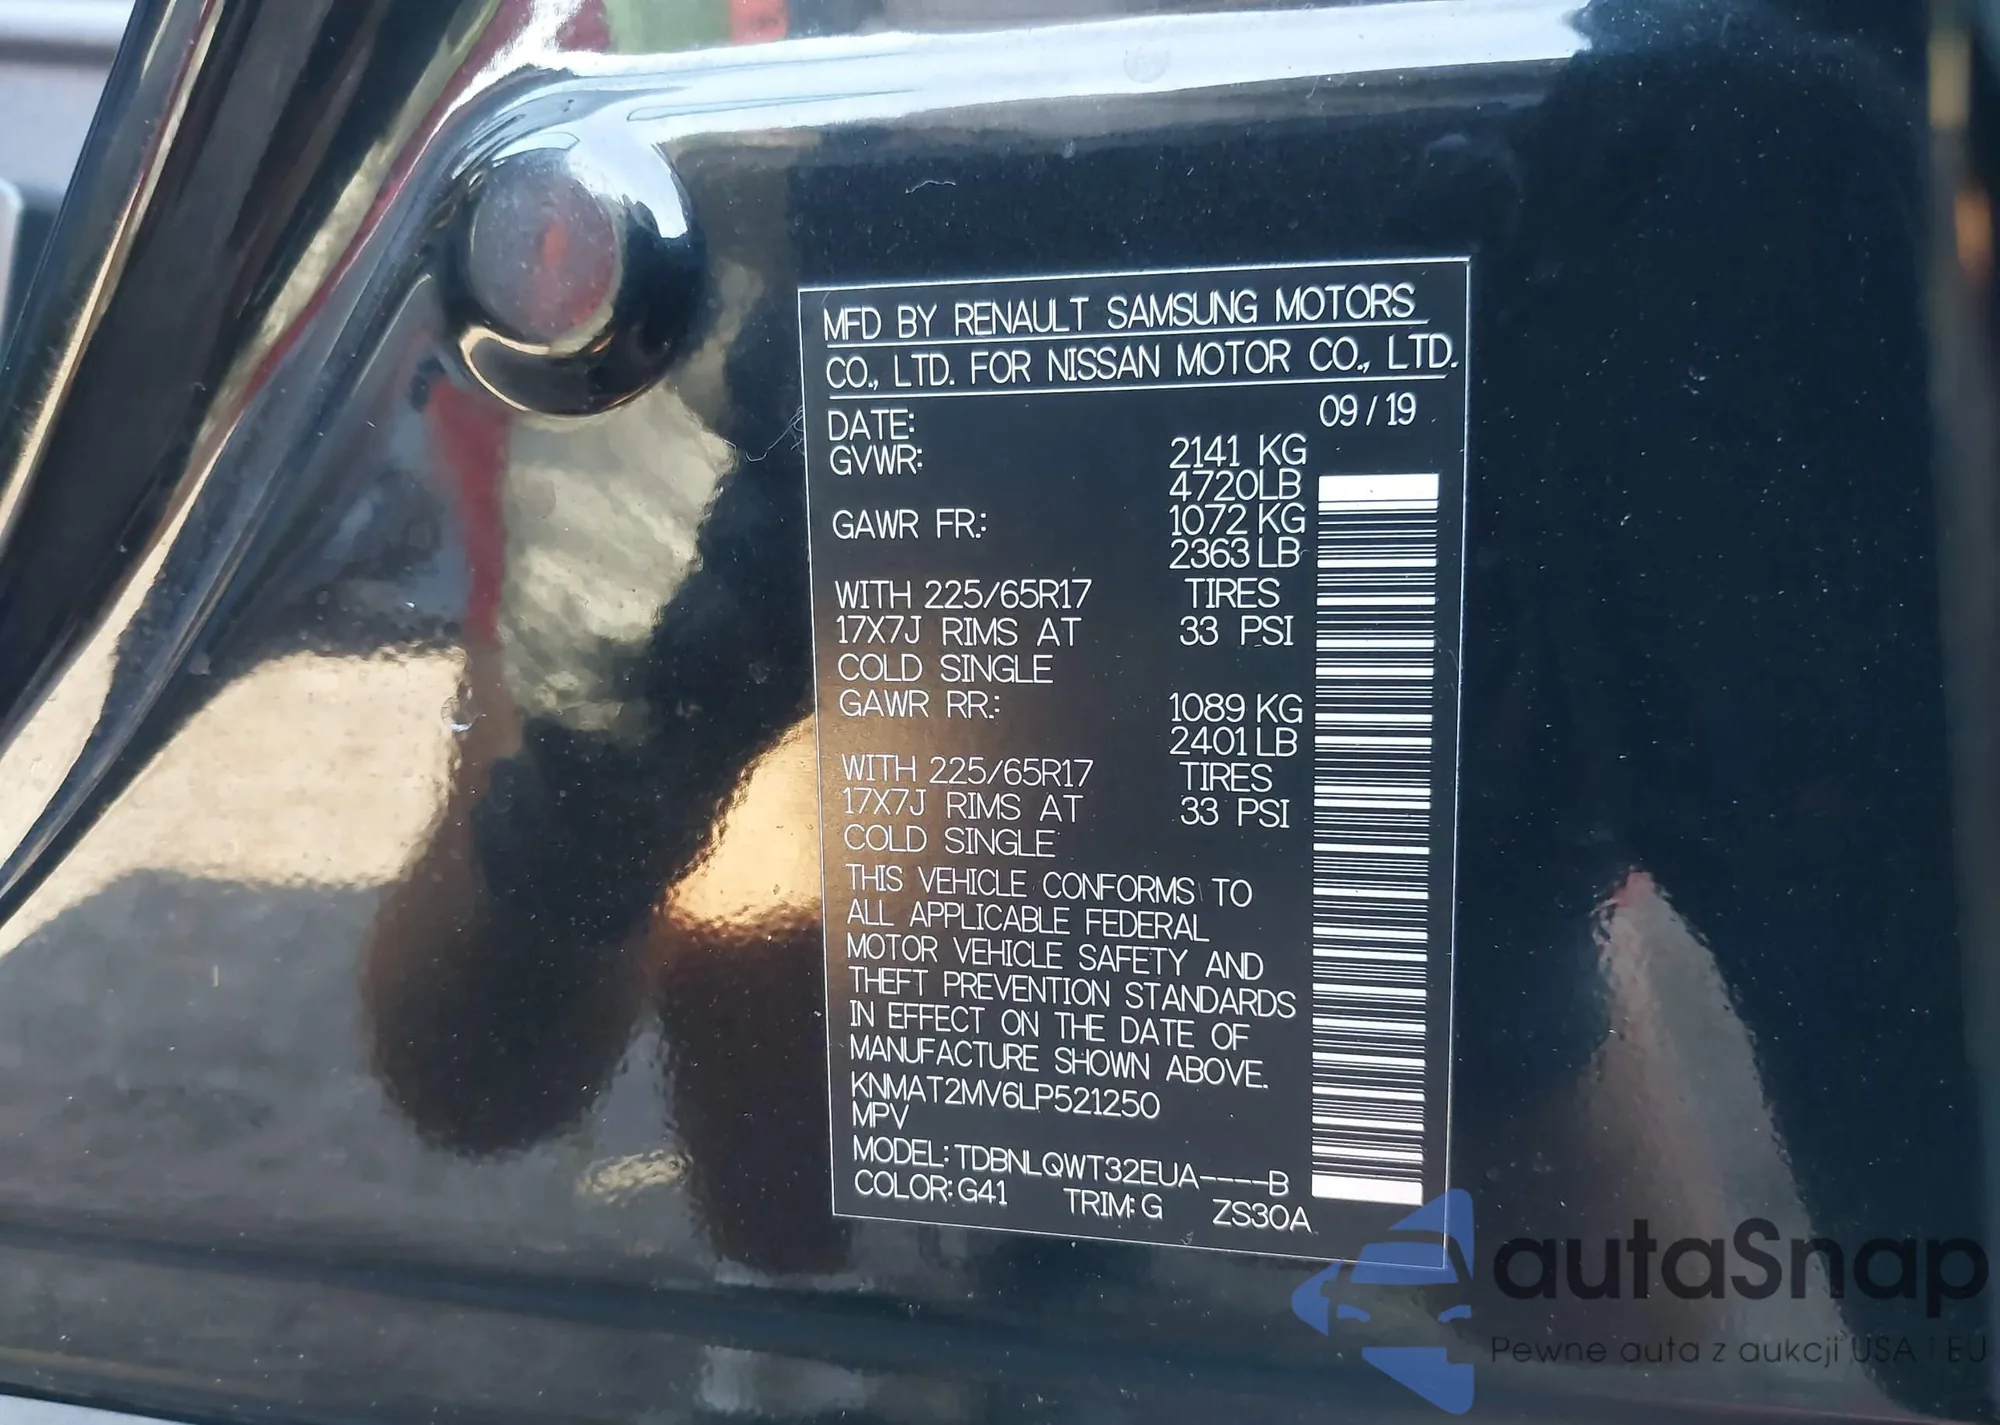 MFD BY RENAULT SAMSUNG MOTORS
CO., LTD. FOR NISSAN MOTOR CO., LTD.
DATE: 09 / 19
GVWR: 2141 KG
4720LB
GAWR FR.: 1072 KG
2363 LB
WITH 225/65R17 TIRES
17X7J RIMS AT 33 PSI
COLD SINGLE
GAWR RR.: 1089 KG
2401 LB
WITH 225/65R17 TIRES
17X7J RIMS AT 33 PSI
COLD SINGLE
THIS VEHICLE CONFORMS TO
ALL APPLICABLE FEDERAL
MOTOR VEHICLE SAFETY AND
THEFT PREVENTION STANDARDS
IN EFFECT ON THE DATE OF
MANUFACTURE SHOWN ABOVE.
KNMAT2MV6LP521250
MPV
MODEL: TDBNLQWT32EUA----B
COLOR: G41 TRIM: G ZS30A
autaSnap
Pewne auta z aukcji USA i EU